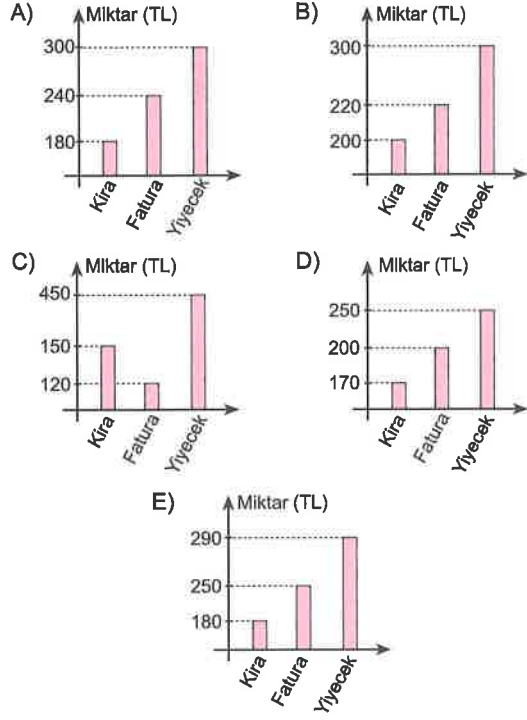 A) Miktar (TL)
300
240
180
Kira Fatura Yiyecek
B) Miktar (TL)
300
220
200
Kira Fatura Yiyecek
C) Miktar (TL)
450
150
120
Kira Fatura Yiyecek
D) Miktar (TL)
250
200
170
Kira Fatura Yiyecek
E) Miktar (TL)
290
250
180
Kira Fatura Yiyecek